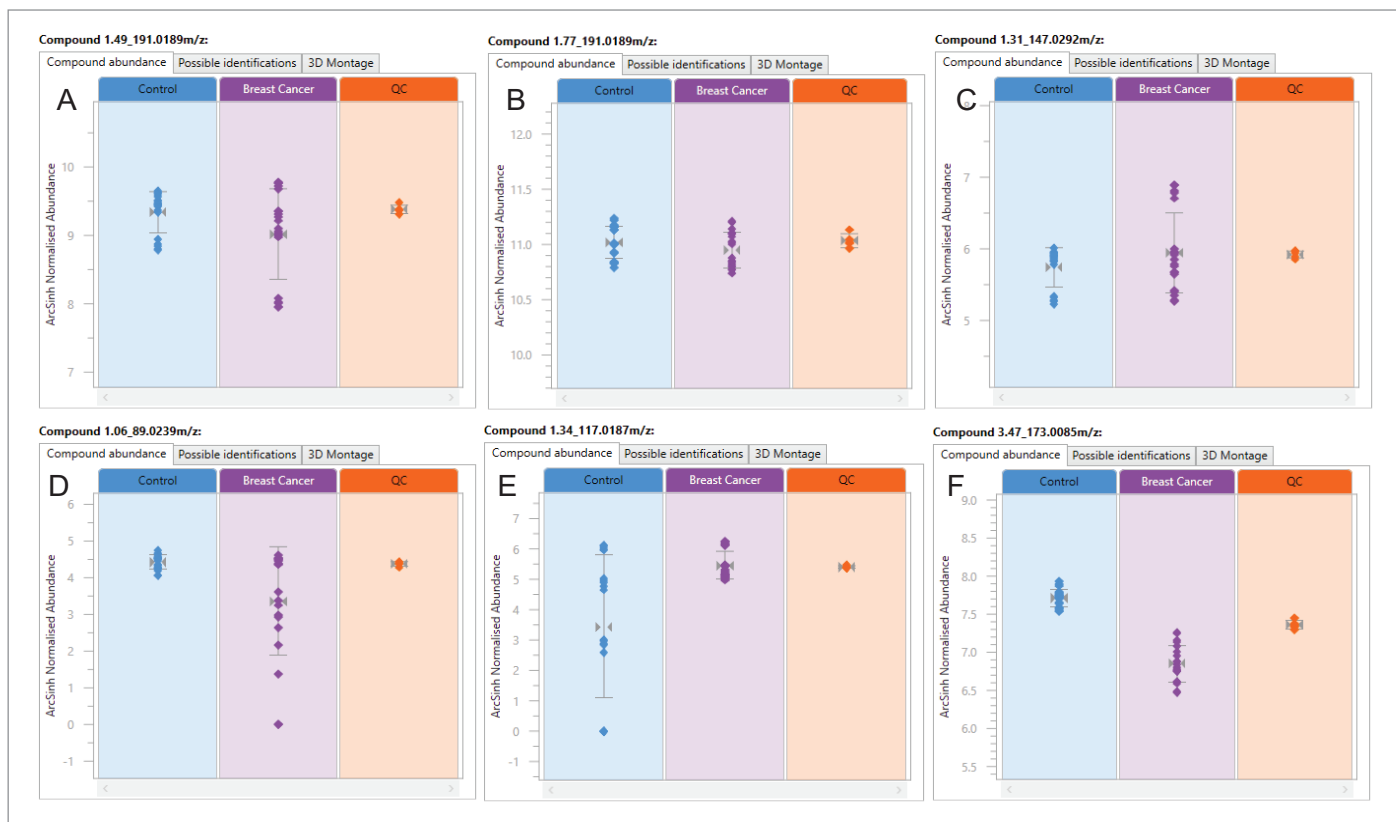 Compound 1.49_191.0189m/z:
Compound abundance Possible identifications 3D Montage
A
Control Breast Cancer QC
ArcSinh Normalised Abundance
10
9
8
7
Compound 1.77_191.0189m/z:
Compound abundance Possible identifications 3D Montage
B
Control Breast Cancer QC
ArcSinh Normalised Abundance
12.0
11.5
11.0
10.5
10.0
Compound 1.31_147.0292m/z:
Compound abundance Possible identifications 3D Montage
C
Control Breast Cancer QC
ArcSinh Normalised Abundance
8
7
6
5
Compound 1.06_89.0239m/z:
Compound abundance Possible identifications 3D Montage
D
Control Breast Cancer QC
ArcSinh Normalised Abundance
6
5
4
3
2
1
0
-1
Compound 1.34_117.0187m/z:
Compound abundance Possible identifications 3D Montage
E
Control Breast Cancer QC
ArcSinh Normalised Abundance
7
6
5
4
3
2
1
0
-1
Compound 3.47_173.0085m/z:
Compound abundance Possible identifications 3D Montage
F
Control Breast Cancer QC
ArcSinh Normalised Abundance
9.0
8.5
8.0
7.5
7.0
6.5
6.0
5.5